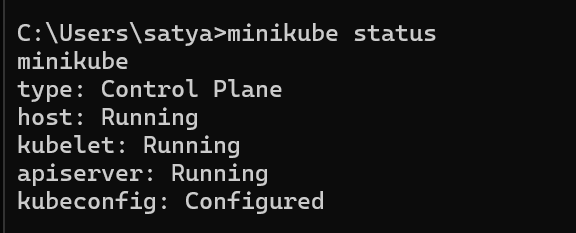 C:\Users\satya>minikube status
minikube
type: Control Plane
host: Running
kubelet: Running
apiserver: Running
kubeconfig: Configured